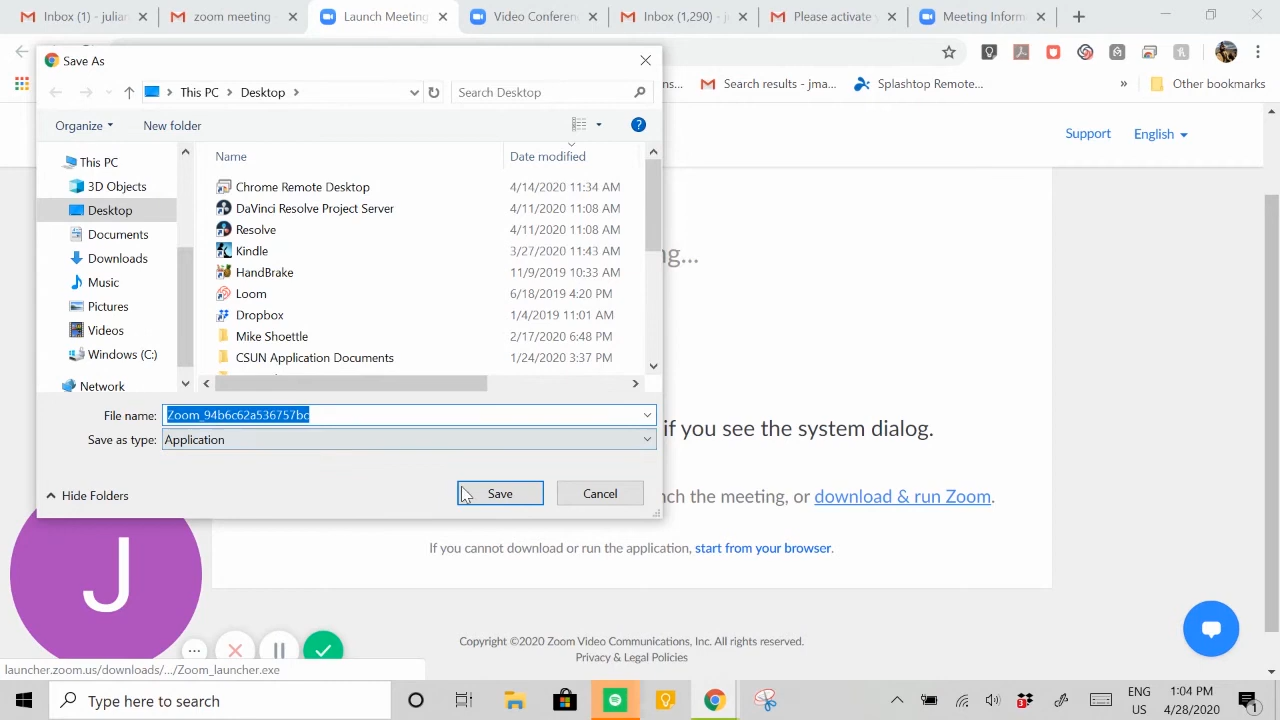 Inbox (1) - julian
zoom meeting -
Launch Meeting
Video Conferen
Inbox (1,290) - j
Please activate y
Meeting Inform
Save As
This PC
Desktop
Search Desktop
ns...
Search results - jma...
Splashtop Remote...
»
Other bookmarks
Organize
New folder
Support
English
Name
Date modified
This PC
3D Objects
Desktop
Documents
Downloads
Music
Pictures
Videos
Windows (C:)
Network
Chrome Remote Desktop 4/14/2020 11:34 AM
DaVinci Resolve Project Server 4/11/2020 11:08 AM
Resolve 4/11/2020 11:08 AM
Kindle 3/27/2020 11:43 AM
HandBrake 11/9/2019 10:33 AM
Loom 6/18/2019 4:20 PM
Dropbox 1/4/2019 11:01 AM
Mike Shoettle 2/17/2020 6:48 PM
CSUN Application Documents 1/24/2020 3:37 PM
ng...
File name: Zoom_94b6c62a536757bc
Save as type: Application
if you see the system dialog.
Hide Folders
Save
Cancel
nch the meeting, or download & run Zoom.
If you cannot download or run the application, start from your browser.
J
Copyright ©2020 Zoom Video Communications, Inc. All rights reserved.
Privacy & Legal Policies
launcher.zoom.us/downloads/.../Zoom_launcher.exe
Type here to search
ENG
US
1:04 PM
4/28/2020